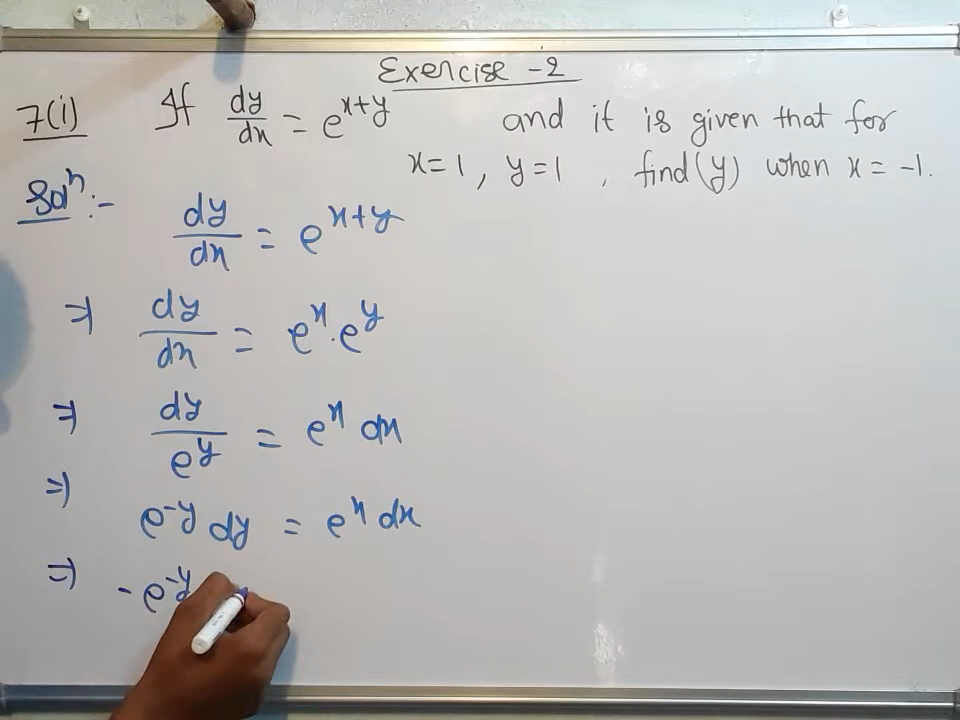 Exercise -2
7(i) If dy/dx = e^(x+y) and it is given that for
x=1, y=1, find(y) when x = -1.
Solⁿ:- dy/dx = e^(x+y)
⇒ dy/dx = e^x.e^y
⇒ dy/e^y = e^x dx
⇒ e^-y dy = e^x dx
⇒ -e^-y